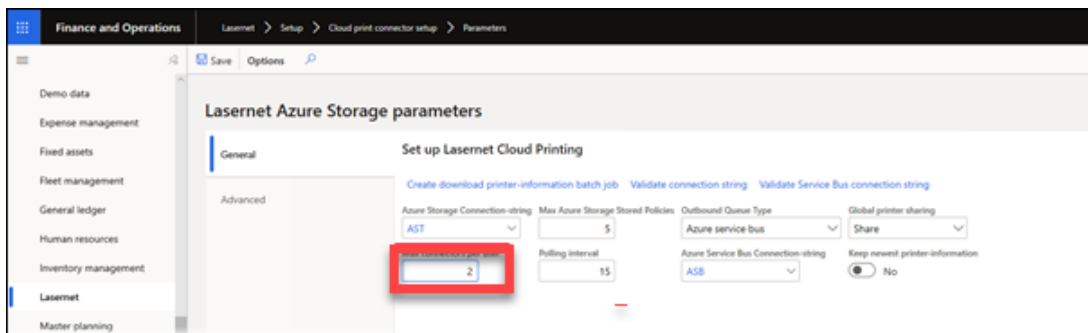 Finance and Operations
Lasernet > Setup > Cloud print connector setup > Parameters
Save Options
Demo data
Expense management
Fixed assets
Fleet management
General ledger
Human resources
Inventory management
Lasernet
Master planning
Lasernet Azure Storage parameters
General
Advanced
Set up Lasernet Cloud Printing
Create download printer-information batch job Validate connection string Validate Service Bus connection string
Azure Storage Connection-string Max Azure Storage Stored Policies Outbound Queue Type Global printer sharing
AST 5 Azure service bus Share
Max connectors per user Polling interval Azure Service Bus Connection-string Keep newest printer-information
2 15 ASB No